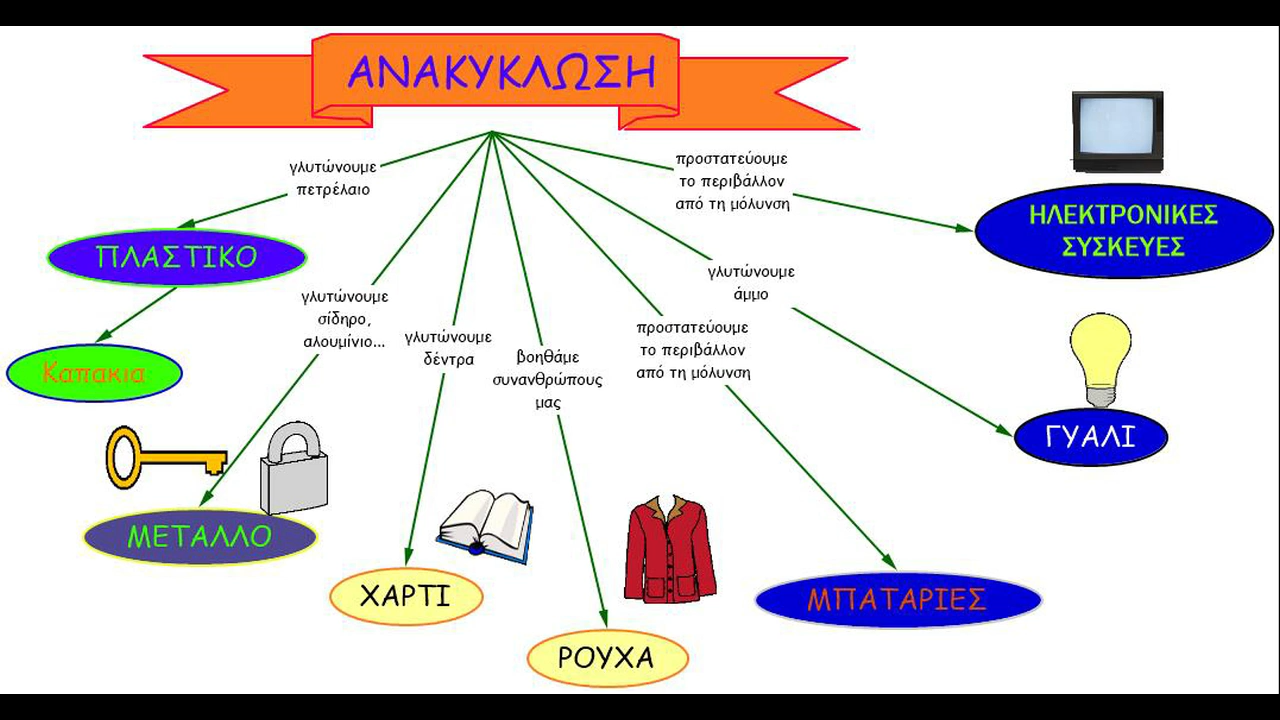 ΑΝΑΚΥΚΛΩΣΗ
γλυτώνουμε
πετρέλαιο
προστατεύουμε
το περιβάλλον
από τη μόλυνση
ΗΛΕΚΤΡΟΝΙΚΕΣ
ΣΥΣΚΕΥΕΣ
ΠΛΑΣΤΙΚΟ
Καπακια
γλυτώνουμε
σίδηρο,
αλουμίνιο...
γλυτώνουμε
δέντρα
βοηθάμε
συνανθρώπους
μας
προστατεύουμε
το περιβάλλον
από τη μόλυνση
γλυτώνουμε
άμμο
ΓΥΑΛΙ
ΜΕΤΑΛΛΟ
ΧΑΡΤΙ
ΡΟΥΧΑ
ΜΠΑΤΑΡΙΕΣ